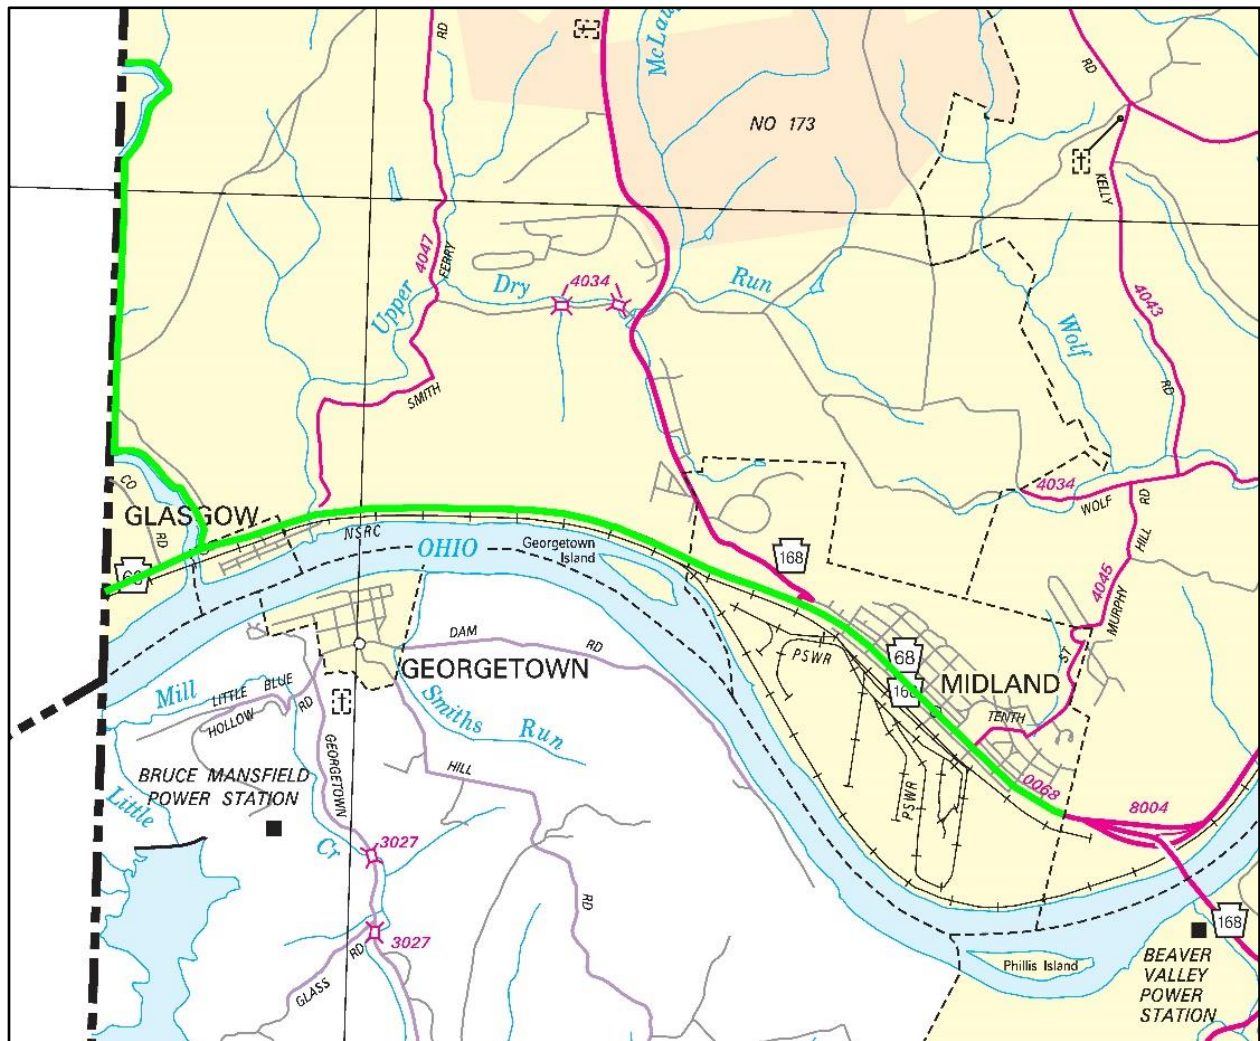 RD
McLaug
RD
NO 173
KELLY
4047
FERRY
Upper
Dry
4034
Run
4043
Wolf
RD
SMITH
4034
WOLF
RD
HILL
CO
RD
GLASGOW
NSRC
OHIO
Georgetown
Island
168
4045
MURPHY
ST
68
PSWR
168
MIDLAND
TENTH
DAM
RD
GEORGETOWN
Mill
LITTLE BLUE
HOLLOW
RD
Smiths
Run
GEORGETOWN
HILL
BRUCE MANSFIELD
POWER STATION
Little
Cr
0068
8004
PSWR
3027
RD
3027
RD
GLASS
168
Phillis Island
BEAVER
VALLEY
POWER
STATION